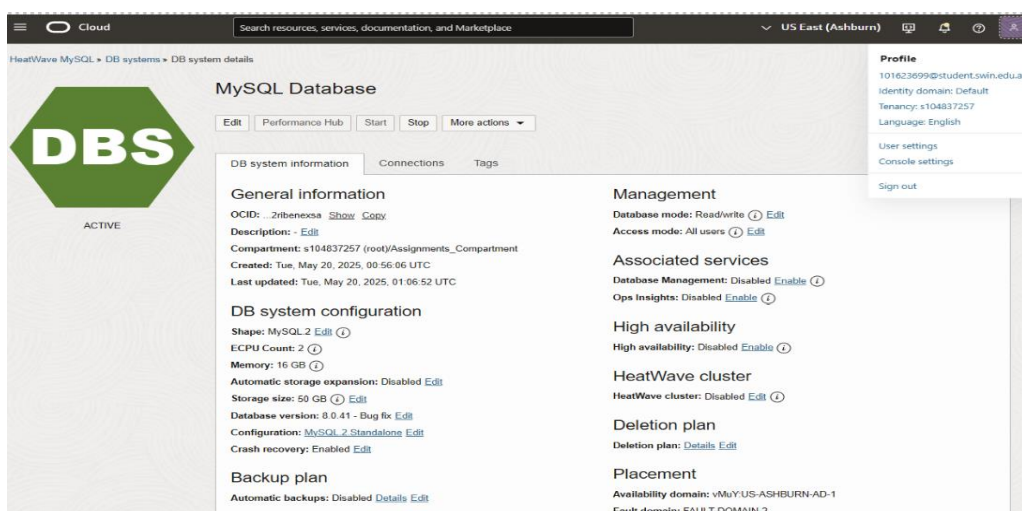 Cloud
Search resources, services, documentation, and Marketplace
US East (Ashburn)
HeatWave MySQL » DB systems » DB system details
Profile
101623699@student.swin.edu.a
Identity domain: Default
Tenancy: s104837257
Language: English
User settings
Console settings
Sign out
DBS
ACTIVE
MySQL Database
Edit Performance Hub Start Stop More actions
DB system information Connections Tags
General information
OCID: ...2ribenexsa Show Copy
Description: - Edit
Compartment: s104837257 (root)/Assignments_Compartment
Created: Tue, May 20, 2025, 00:56:06 UTC
Last updated: Tue, May 20, 2025, 01:06:52 UTC
DB system configuration
Shape: MySQL.2 Edit
ECPU Count: 2
Memory: 16 GB
Automatic storage expansion: Disabled Edit
Storage size: 50 GB Edit
Database version: 8.0.41 - Bug fix Edit
Configuration: MySQL.2.Standalone Edit
Crash recovery: Enabled Edit
Backup plan
Automatic backups: Disabled Details Edit
Management
Database mode: Read/write Edit
Access mode: All users Edit
Associated services
Database Management: Disabled Enable
Ops Insights: Disabled Enable
High availability
High availability: Disabled Enable
HeatWave cluster
HeatWave cluster: Disabled Edit
Deletion plan
Deletion plan: Details Edit
Placement
Availability domain: vMuY:US-ASHBURN-AD-1
Fault domain: FAULT-DOMAIN-2